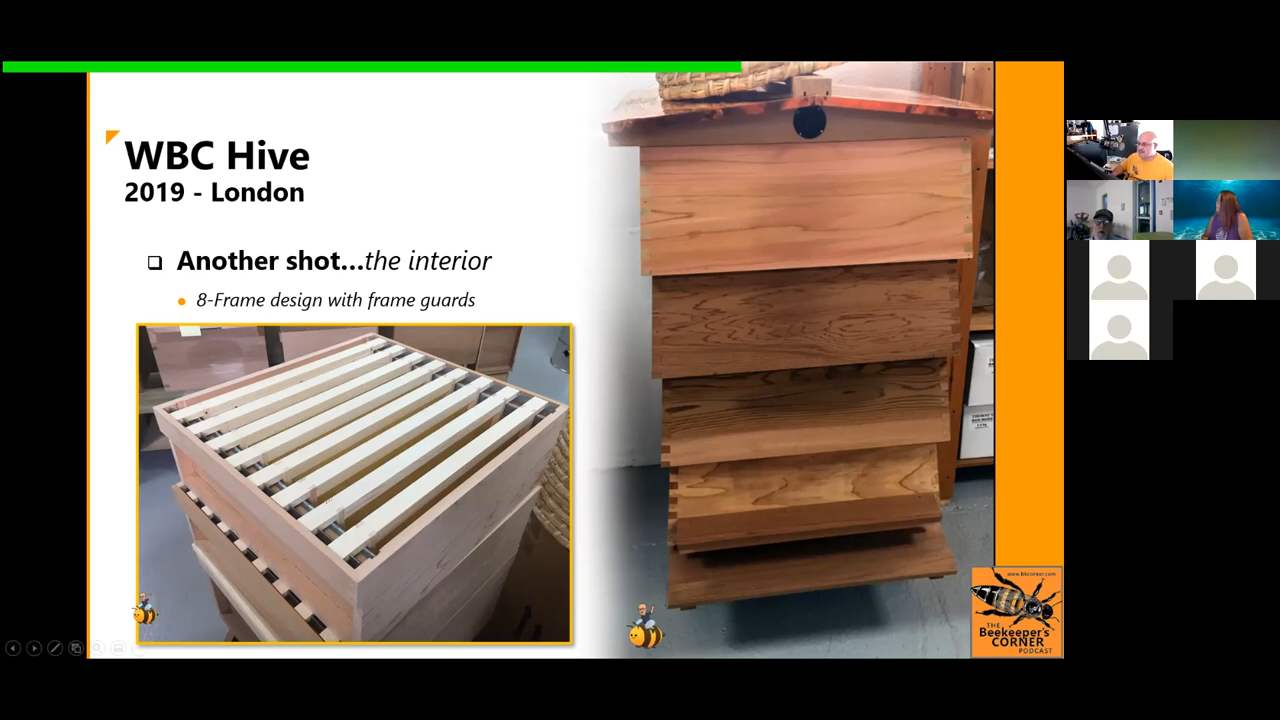 WBC Hive
2019 - London
Another shot...the interior
8-Frame design with frame guards
www.bkcorner.com
THE
Beekeeper's
CORNER
PODCAST